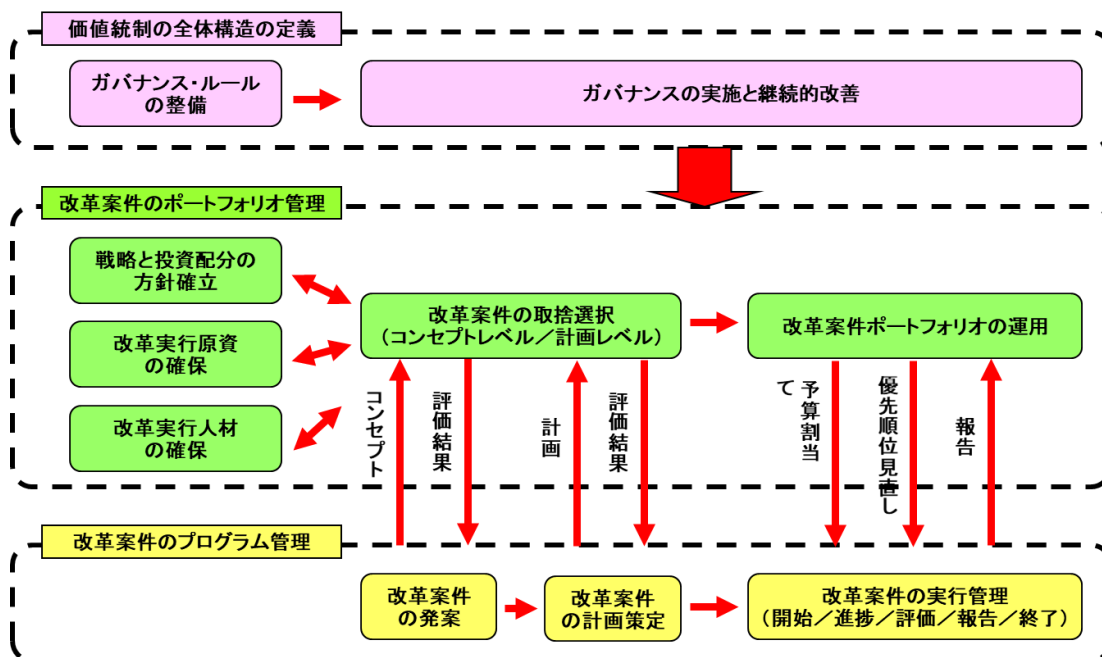 価値統制の全体構造の定義
ガバナンス・ルール
の整備
ガバナンスの実施と継続的改善
改革案件のポートフォリオ管理
戦略と投資配分の
方針確立
改革実行原資
の確保
改革実行人材
の確保
改革案件の取捨選択
（コンセプトレベル／計画レベル）
改革案件ポートフォリオの運用
コンセプト
評価結果
計画
評価結果
予算割当
て
優先順位見直し
報告
改革案件のプログラム管理
改革案件
の発案
改革案件
の計画策定
改革案件の実行管理
（開始／進捗／評価／報告／終了）